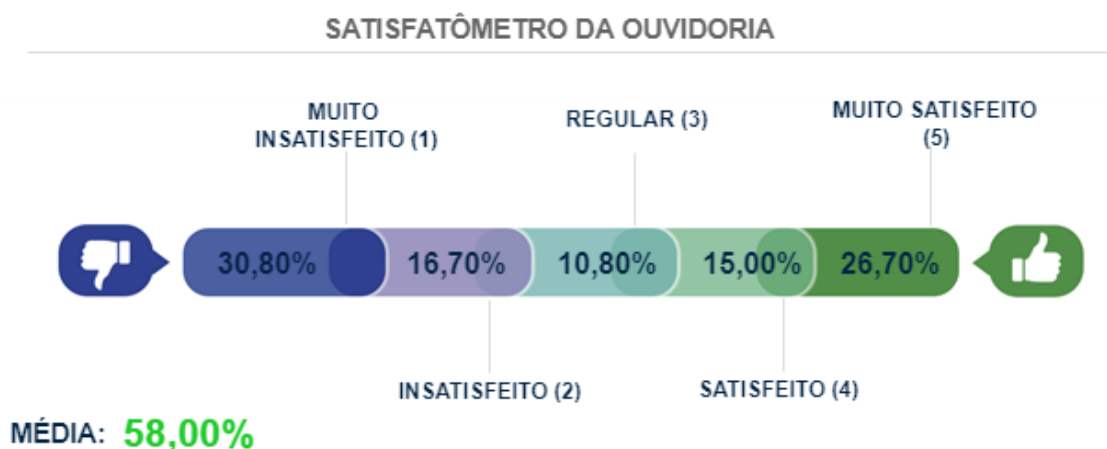 SATISFATÔMETRO DA OUVIDORIA
MUITO
INSATISFEITO (1)
REGULAR (3)
MUITO SATISFEITO
(5)
30,80%
16,70%
10,80%
15,00%
26,70%
INSATISFEITO (2)
SATISFEITO (4)
MÉDIA: 58,00%